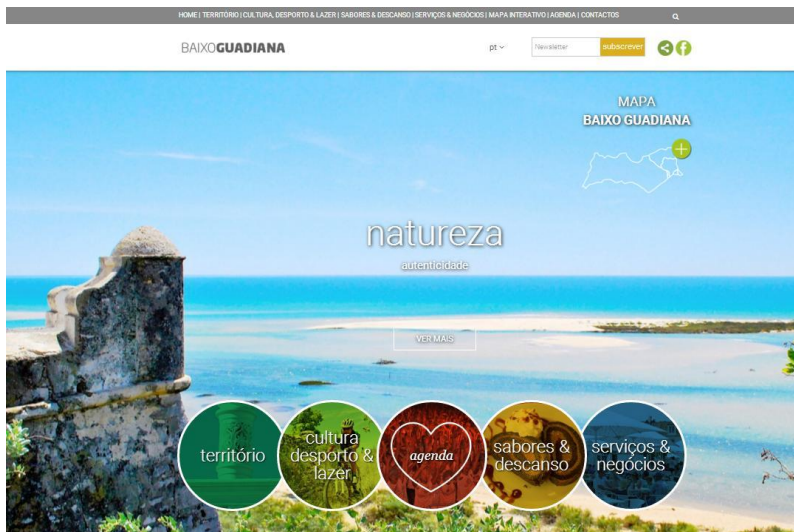 HOME | TERRITÓRIO | CULTURA, DESPORTO & LAZER | SABORES & DESCANSO | SERVIÇOS & NEGÓCIOS | MAPA INTERATIVO | AGENDA | CONTACTOS
BAIXOGUADIANA
pt
Newsletter
subscrever
MAPA
BAIXO GUADIANA
natureza
autenticidade
VER MAIS
território
cultura
desporto &
lazer
agenda
sabores &
descanso
serviços &
negócios